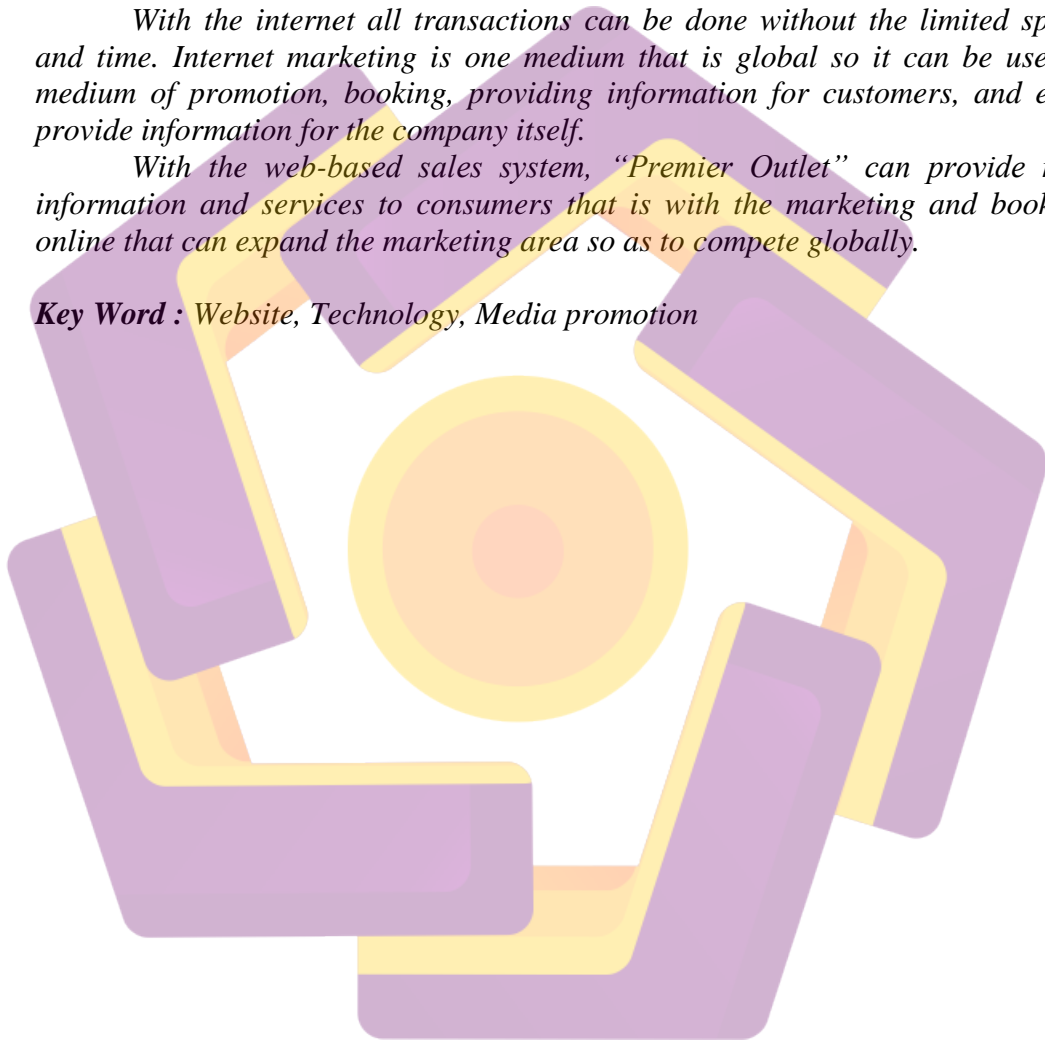 With the internet all transactions can be done without the limited sp
and time. Internet marketing is one medium that is global so it can be use
medium of promotion, booking, providing information for customers, and e
provide information for the company itself.
With the web-based sales system, “Premier Outlet” can provide
information and services to consumers that is with the marketing and book
online that can expand the marketing area so as to compete globally.
Key Word : Website, Technology, Media promotion